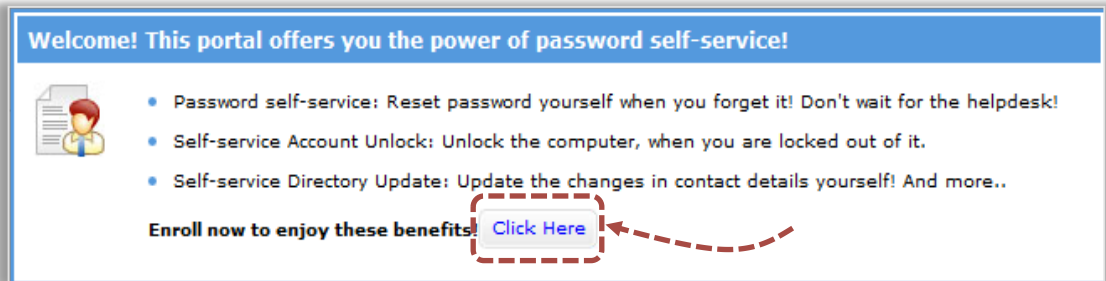 Welcome! This portal offers you the power of password self-service!
Password self-service: Reset password yourself when you forget it! Don't wait for the helpdesk!
Self-service Account Unlock: Unlock the computer, when you are locked out of it.
Self-service Directory Update: Update the changes in contact details yourself! And more..
Enroll now to enjoy these benefits! Click Here